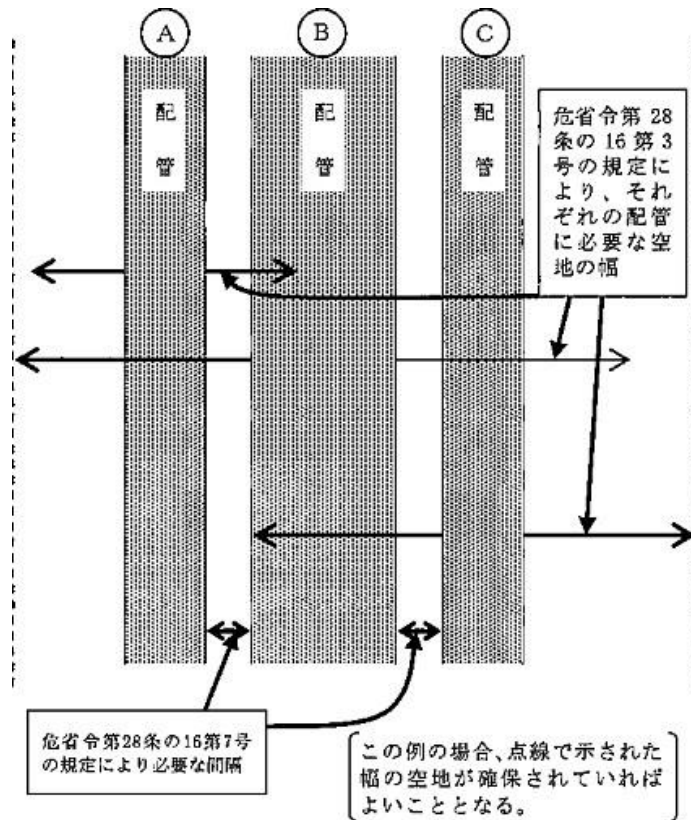 A B C
配
管
配
管
配
管
危省令第28
条の16第3
号の規定に
より、それ
ぞれの配管
に必要な空
地の幅
危省令第28条の16第7号
の規定により必要な間隔
この例の場合、点線で示された
幅の空地が確保されていれば
よいこととなる。